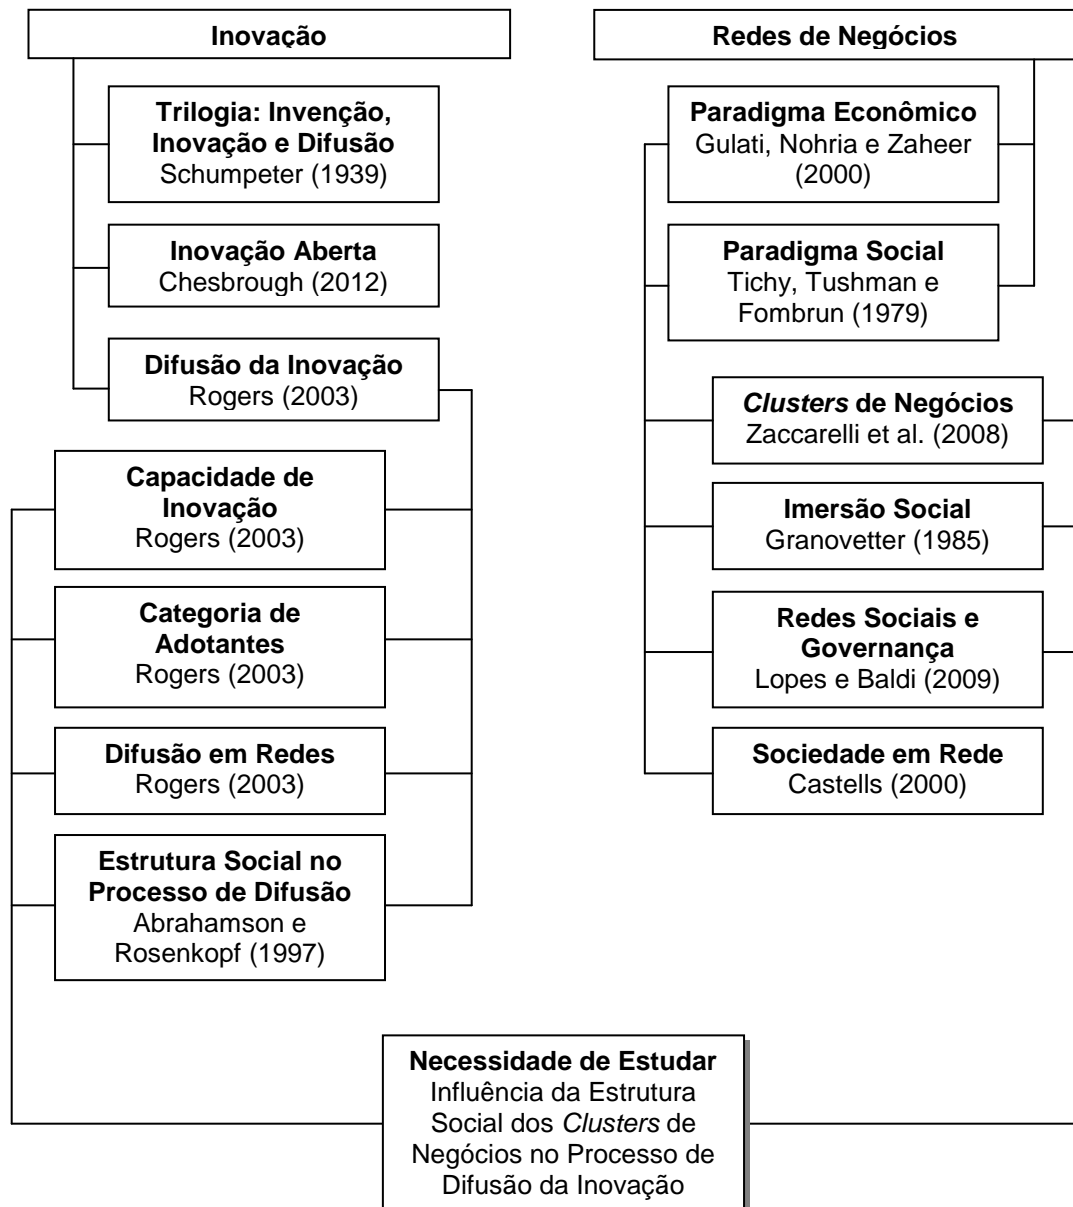 Inovação
Trilogia: Invenção,
Inovação e Difusão
Schumpeter (1939)
Inovação Aberta
Chesbrough (2012)
Difusão da Inovação
Rogers (2003)
Capacidade de
Inovação
Rogers (2003)
Categoria de
Adotantes
Rogers (2003)
Difusão em Redes
Rogers (2003)
Estrutura Social no
Processo de Difusão
Abrahamson e
Rosenkopf (1997)
Redes de Negócios
Paradigma Econômico
Gulati, Nohria e Zaheer
(2000)
Paradigma Social
Tichy, Tushman e
Fombrun (1979)
Clusters de Negócios
Zaccarelli et al. (2008)
Imersão Social
Granovetter (1985)
Redes Sociais e
Governança
Lopes e Baldi (2009)
Sociedade em Rede
Castells (2000)
Necessidade de Estudar
Influência da Estrutura
Social dos Clusters de
Negócios no Processo de
Difusão da Inovação